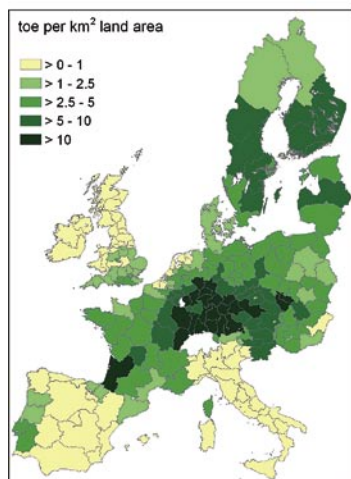 toe per km² land area
> 0 - 1
> 1 - 2.5
> 2.5 - 5
> 5 - 10
> 10